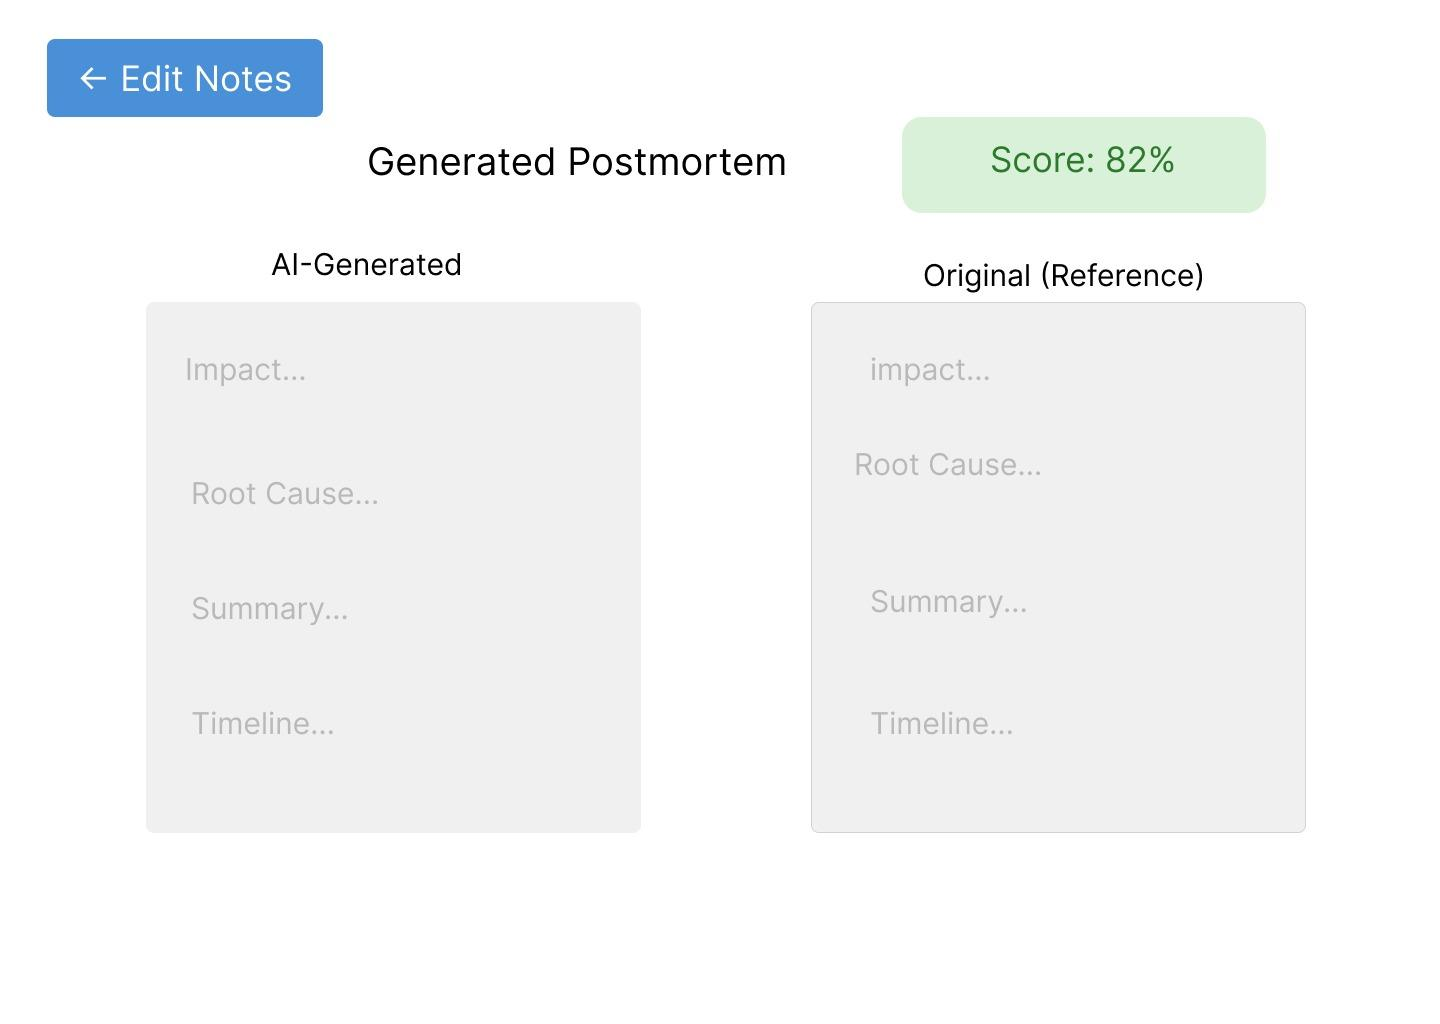 ← Edit Notes
Generated Postmortem
Score: 82%
AI-Generated
Original (Reference)
Impact...
Root Cause...
Summary...
Timeline...
impact...
Root Cause...
Summary...
Timeline...